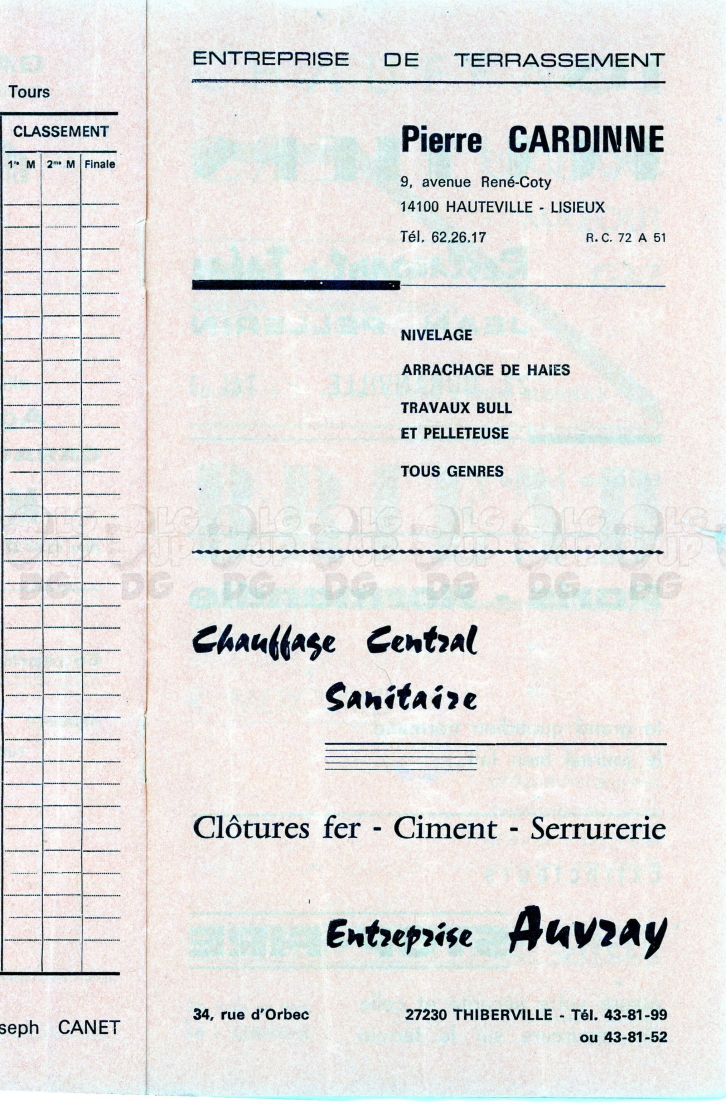 Tours
CLASSEMENT
1re M 2me M Finale
seph CANET
ENTREPRISE DE TERRASSEMENT
Pierre CARDINNE
9, avenue René-Coty
14100 HAUTEVILLE - LISIEUX
Tél. 62.26.17 R.C. 72 A 51
NIVELAGE
ARRACHAGE DE HAIES
TRAVAUX BULL
ET PELLETEUSE
TOUS GENRES
Chauffage Central
Sanitaire
Clôtures fer - Ciment - Serrurerie
Entreprise Auvray
34, rue d'Orbec 27230 THIBERVILLE - Tél. 43-81-99
ou 43-81-52